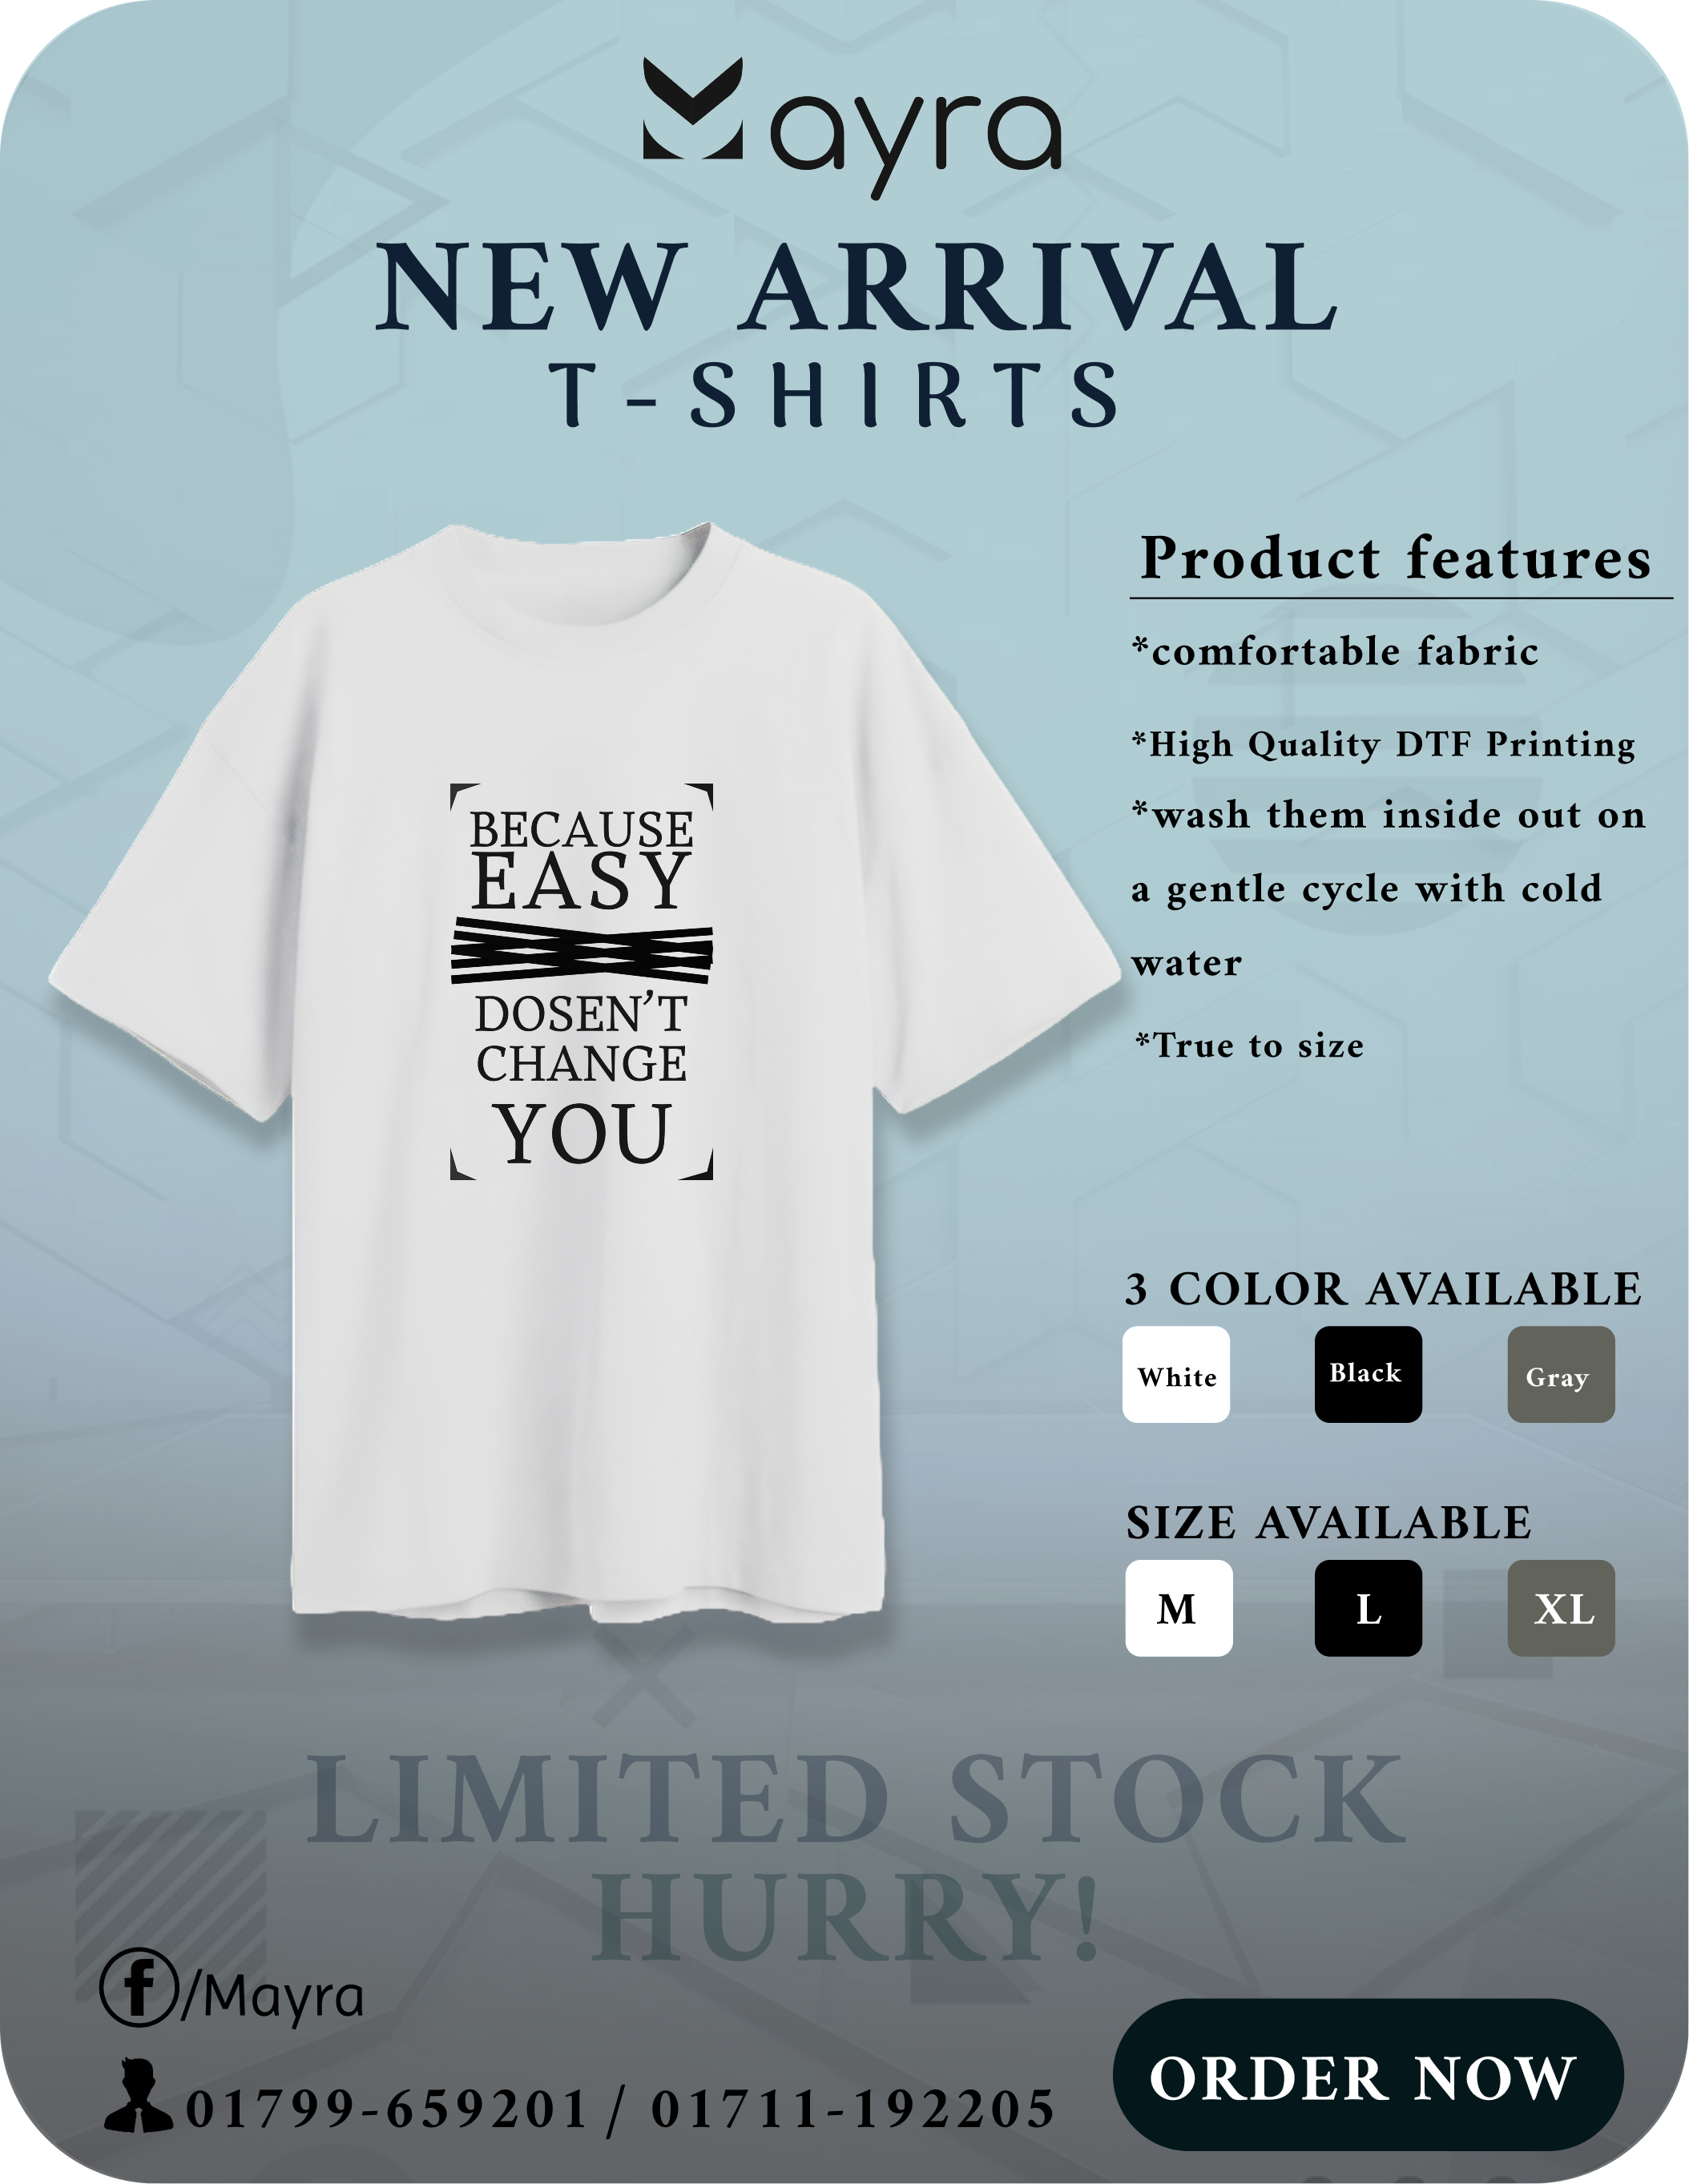 Mayra
NEW ARRIVAL
T-SHIRTS
BECAUSE
EASY
DOSEN’T
CHANGE
YOU
Product features
*comfortable fabric
*High Quality DTF Printing
*wash them inside out on
a gentle cycle with cold
water
*True to size
3 COLOR AVAILABLE
White Black Gray
SIZE AVAILABLE
M L XL
LIMITED STOCK
HURRY!
f/Mayra
01799-659201 / 01711-192205
ORDER NOW